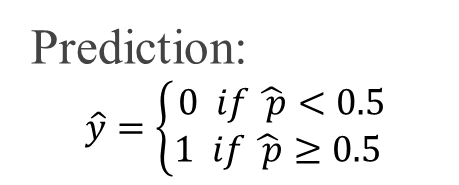 Prediction:
ŷ = { 0 if p̂ < 0.5
1 if p̂ ≥ 0.5